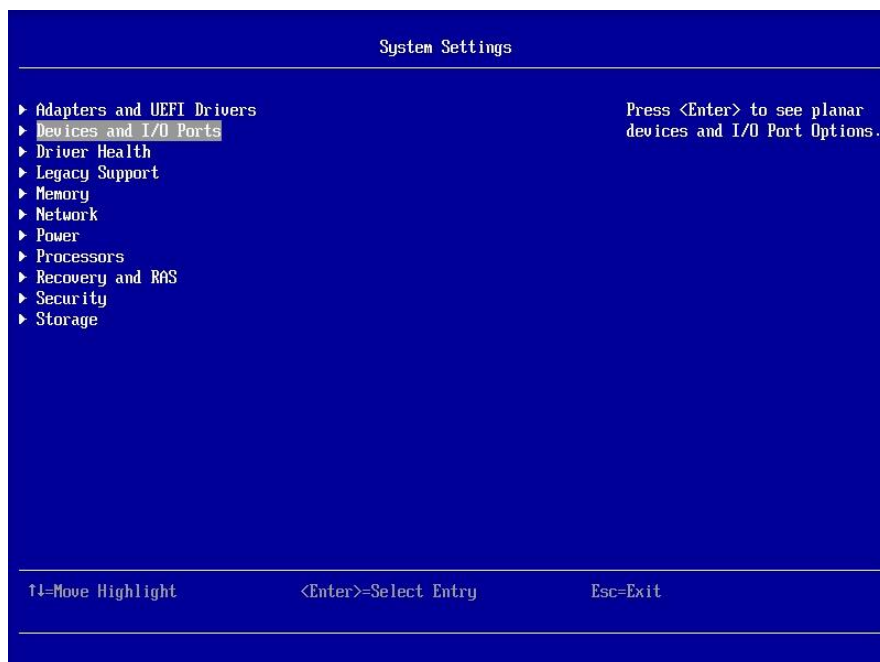 System Settings
▶ Adapters and UEFI Drivers
▶ Devices and I/O Ports
▶ Driver Health
▶ Legacy Support
▶ Memory
▶ Network
▶ Power
▶ Processors
▶ Recovery and RAS
▶ Security
▶ Storage
Press <Enter> to see planar
devices and I/O Port Options.
↑↓=Move Highlight <Enter>=Select Entry Esc=Exit